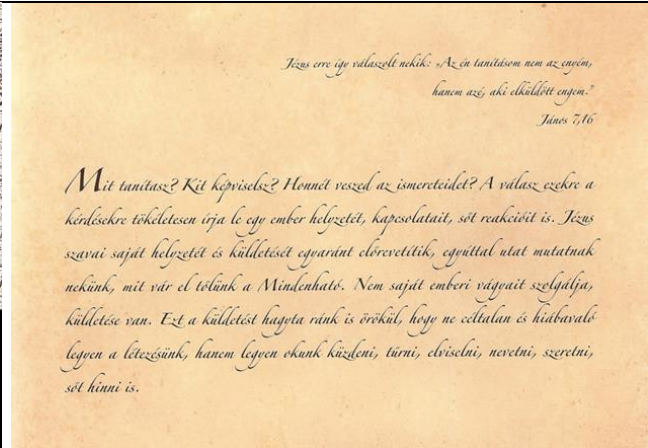 Jézus erre így válaszolt nekik: „Az én tanításom nem az enyém,
hanem azé, aki elküldött engem.”
János 7,16
Mit tanítasz? Kit képviselsz? Honnét veszed az ismereteidet? A válasz ezekre a
kérdésekre tökéletesen írja le egy ember helyzetét, kapcsolatait, sőt reakcióit is. Jézus
szavai saját helyzetét és küldetését egyaránt előrevetítik, egyúttal utat mutatnak
nekünk, mit vár el tőlünk a Mindenható. Nem saját emberi vágyait szolgálja,
küldetése van. Ezt a küldetést hagyta ránk is örökül, hogy ne céltalan és hiábavaló
legyen a létezésünk, hanem legyen okunk küzdeni, tűrni, elviselni, nevetni, szeretni,
sőt hinni is.